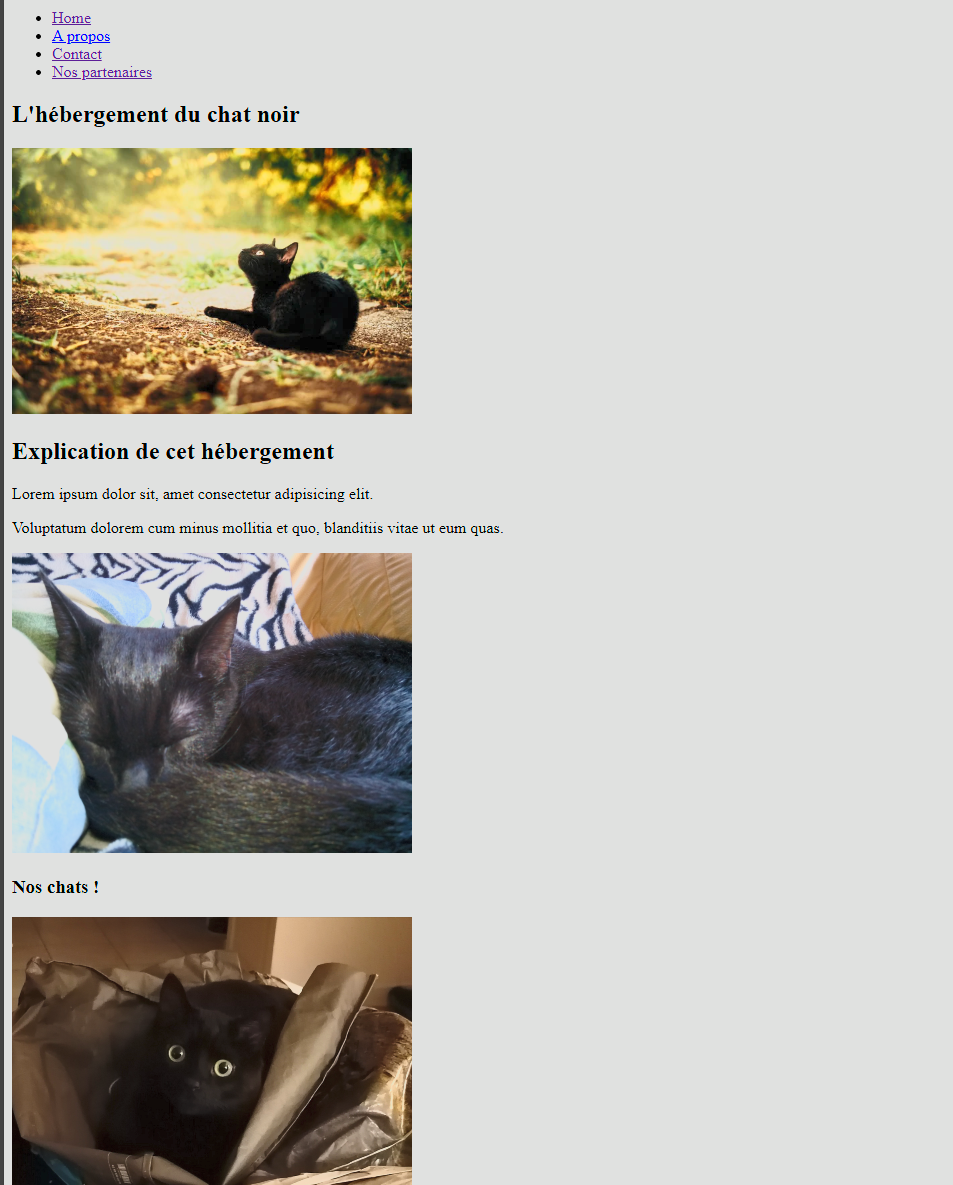 Home
A propos
Contact
Nos partenaires
L'hébergement du chat noir
Explication de cet hébergement
Lorem ipsum dolor sit, amet consectetur adipisicing elit.
Voluptatum dolorem cum minus mollitia et quo, blanditiis vitae ut eum quas.
Nos chats !